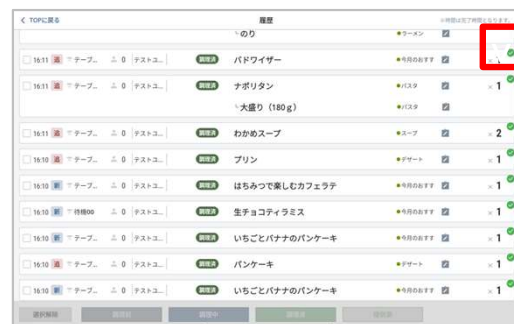 < TOPに戻る 履歴 ※時間は完了時間となります。
└のり ●ラーメン
16:11 追 テーブ... 0 テストユ... 調理済 バドワイザー ●今月のおすす ×
16:11 追 テーブ... 0 テストユ... 調理済 ナポリタン ●パスタ × 1
└大盛り（180g） ●パスタ
16:11 追 テーブ... 0 テストユ... 調理済 わかめスープ ●スープ × 2
16:10 追 テーブ... 0 テストユ... 調理済 プリン ●デザート × 1
16:10 新 テーブ... 0 テストユ... 調理済 はちみつで楽しむカフェラテ ●今月のおすす × 1
16:10 新 待機00 0 テストユ... 調理済 生チョコティラミス ●今月のおすす × 1
16:10 新 テーブ... 0 テストユ... 調理済 いちごとバナナのパンケーキ ●今月のおすす × 1
16:10 追 テーブ... 0 テストユ... 調理済 パンケーキ ●デザート × 1
16:10 新 テーブ... 0 テストユ... 調理済 いちごとバナナのパンケーキ ●今月のおすす × 1
選択解除 調理前 調理中 調理済